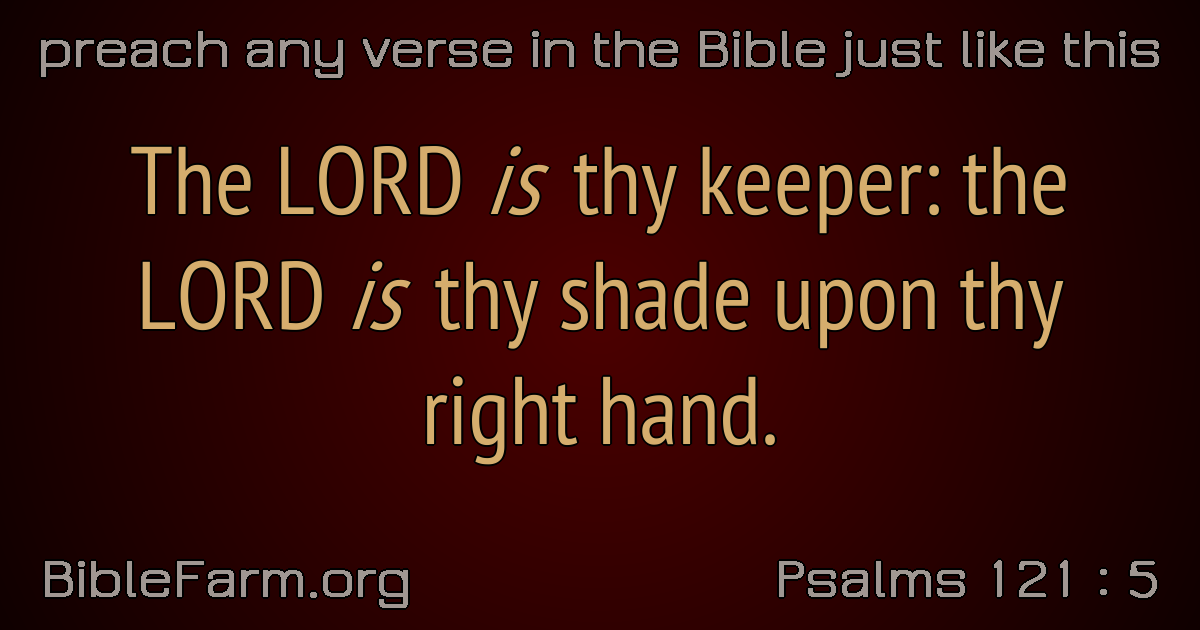 preach any verse in the Bible just like this
The LORD is thy keeper: the
LORD is thy shade upon thy
right hand.
BibleFarm.org
Psalms 121 : 5